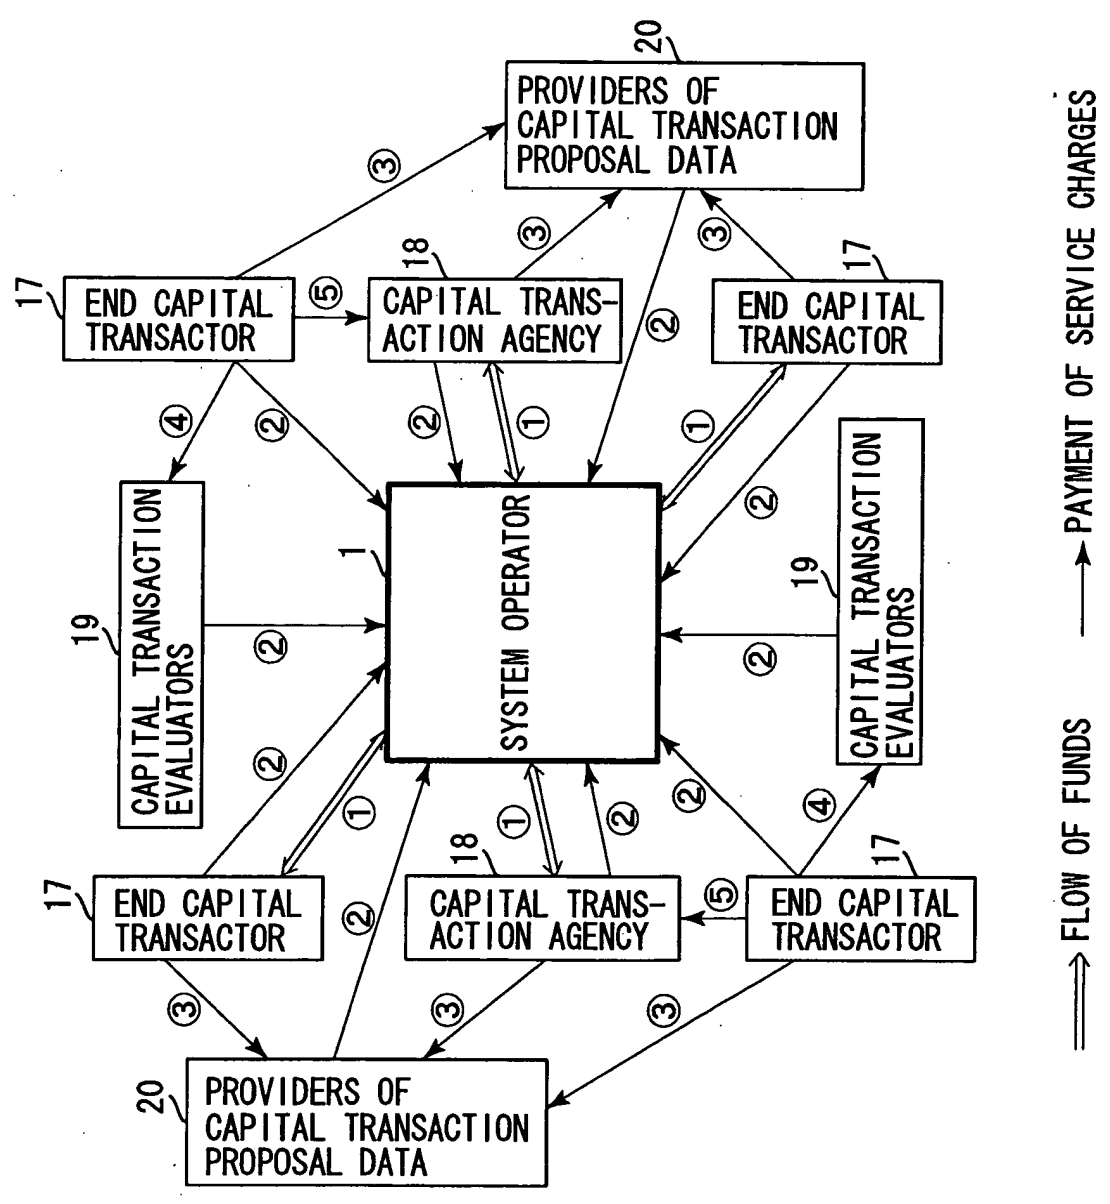 20
PROVIDERS OF
CAPITAL TRANSACTION
PROPOSAL DATA
③
③
③
17
END CAPITAL
TRANSACTOR
⑤
18
CAPITAL TRANS-
ACTION AGENCY
②
17
END CAPITAL
TRANSACTOR
④
②
②
①
①
②
19
CAPITAL TRANSACTION
EVALUATORS
②
1
SYSTEM OPERATOR
②
19
CAPITAL TRANSACTION
EVALUATORS
②
①
①
②
②
④
17
END CAPITAL
TRANSACTOR
②
18
CAPITAL TRANS-
ACTION AGENCY
⑤
17
END CAPITAL
TRANSACTOR
③
③
③
20
PROVIDERS OF
CAPITAL TRANSACTION
PROPOSAL DATA
FLOW OF FUNDS
PAYMENT OF SERVICE CHARGES